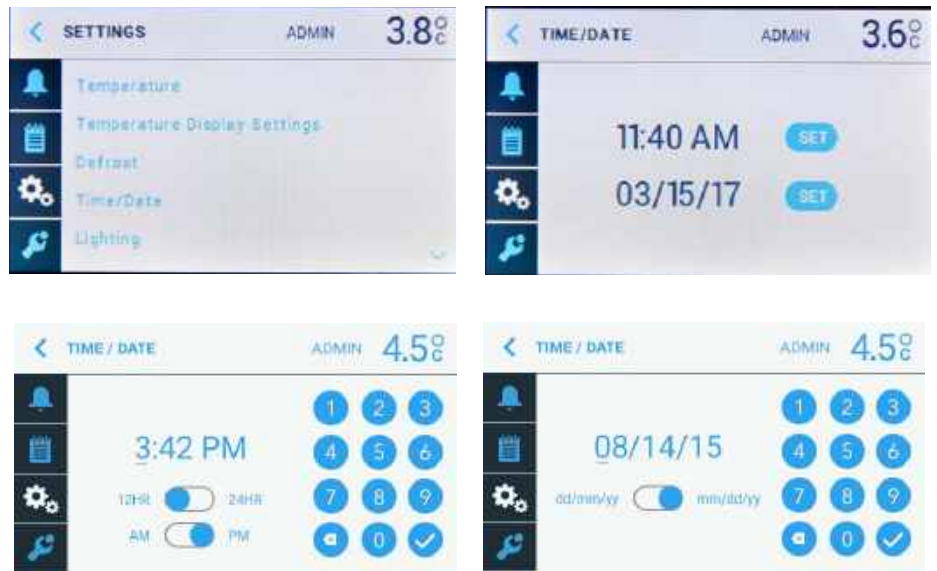 SETTINGS ADMIN 3.8°C
Temperature
Temperature Display Settings
Defrost
Time/Date
Lighting
TIME/DATE ADMIN 3.6°C
11:40 AM SET
03/15/17 SET
TIME / DATE ADMIN 4.5°C
1 2 3
3:42 PM 4 5 6
12HR 24HR 7 8 9
AM PM 0
TIME / DATE ADMIN 4.5°C
1 2 3
08/14/15 4 5 6
dd/mm/yy mm/dd/yy 7 8 9
0